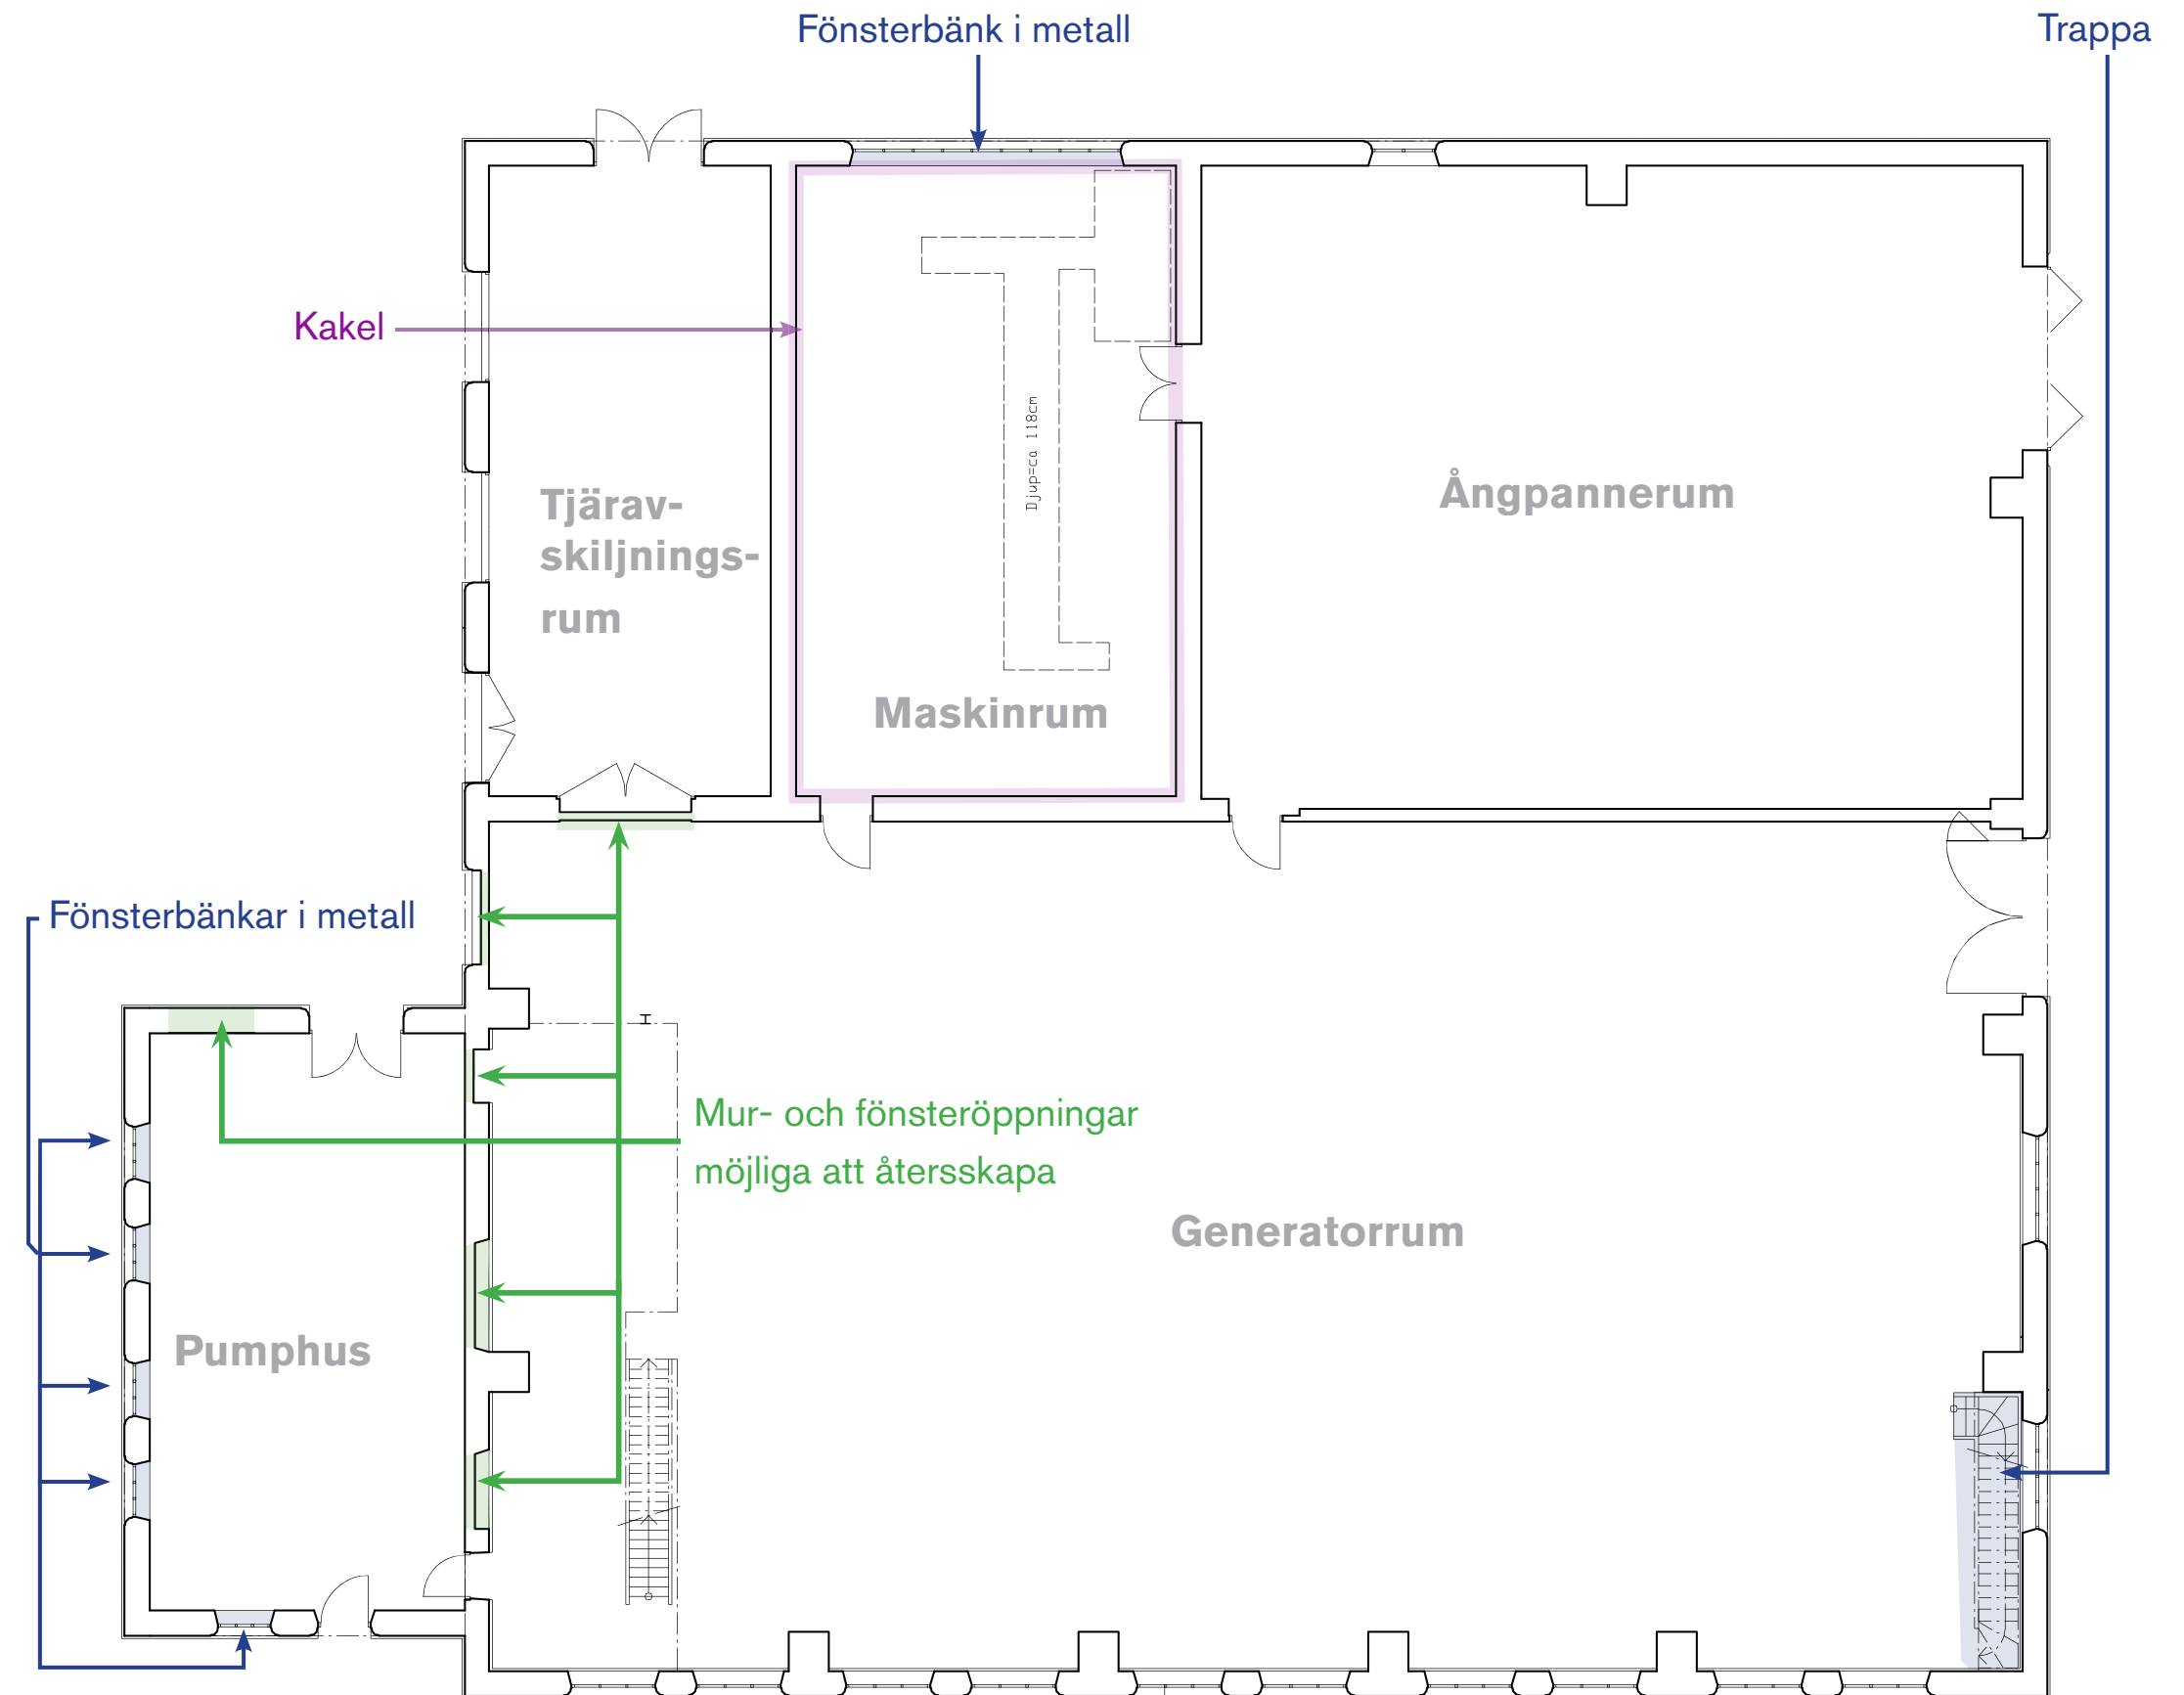 Fönsterbänk i metall
Trappa
Kakel
Djup=ca 118cm
Tjärav-
skiljnings-
rum
Ångpannerum
Maskinrum
Fönsterbänkar i metall
Mur- och fönsteröppningar
möjliga att återsskapa
Generatorrum
Pumphus